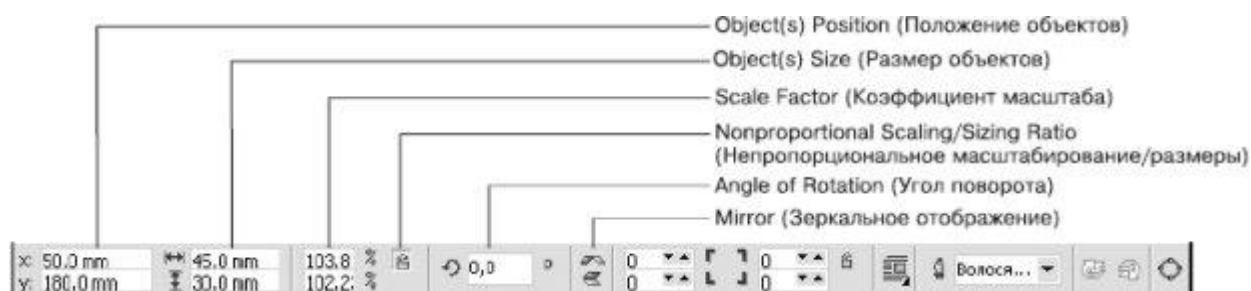 Object(s) Position (Положение объектов)
Object(s) Size (Размер объектов)
Scale Factor (Коэффициент масштаба)
Nonproportional Scaling/Sizing Ratio
(Непропорциональное масштабирование/размеры)
Angle of Rotation (Угол поворота)
Mirror (Зеркальное отображение)
x: 50.0 mm 45.0 mm 103.8 % 0,0 ° 0 0 Волося...
y: 180.0 mm 30.0 mm 102.2 % 0 0